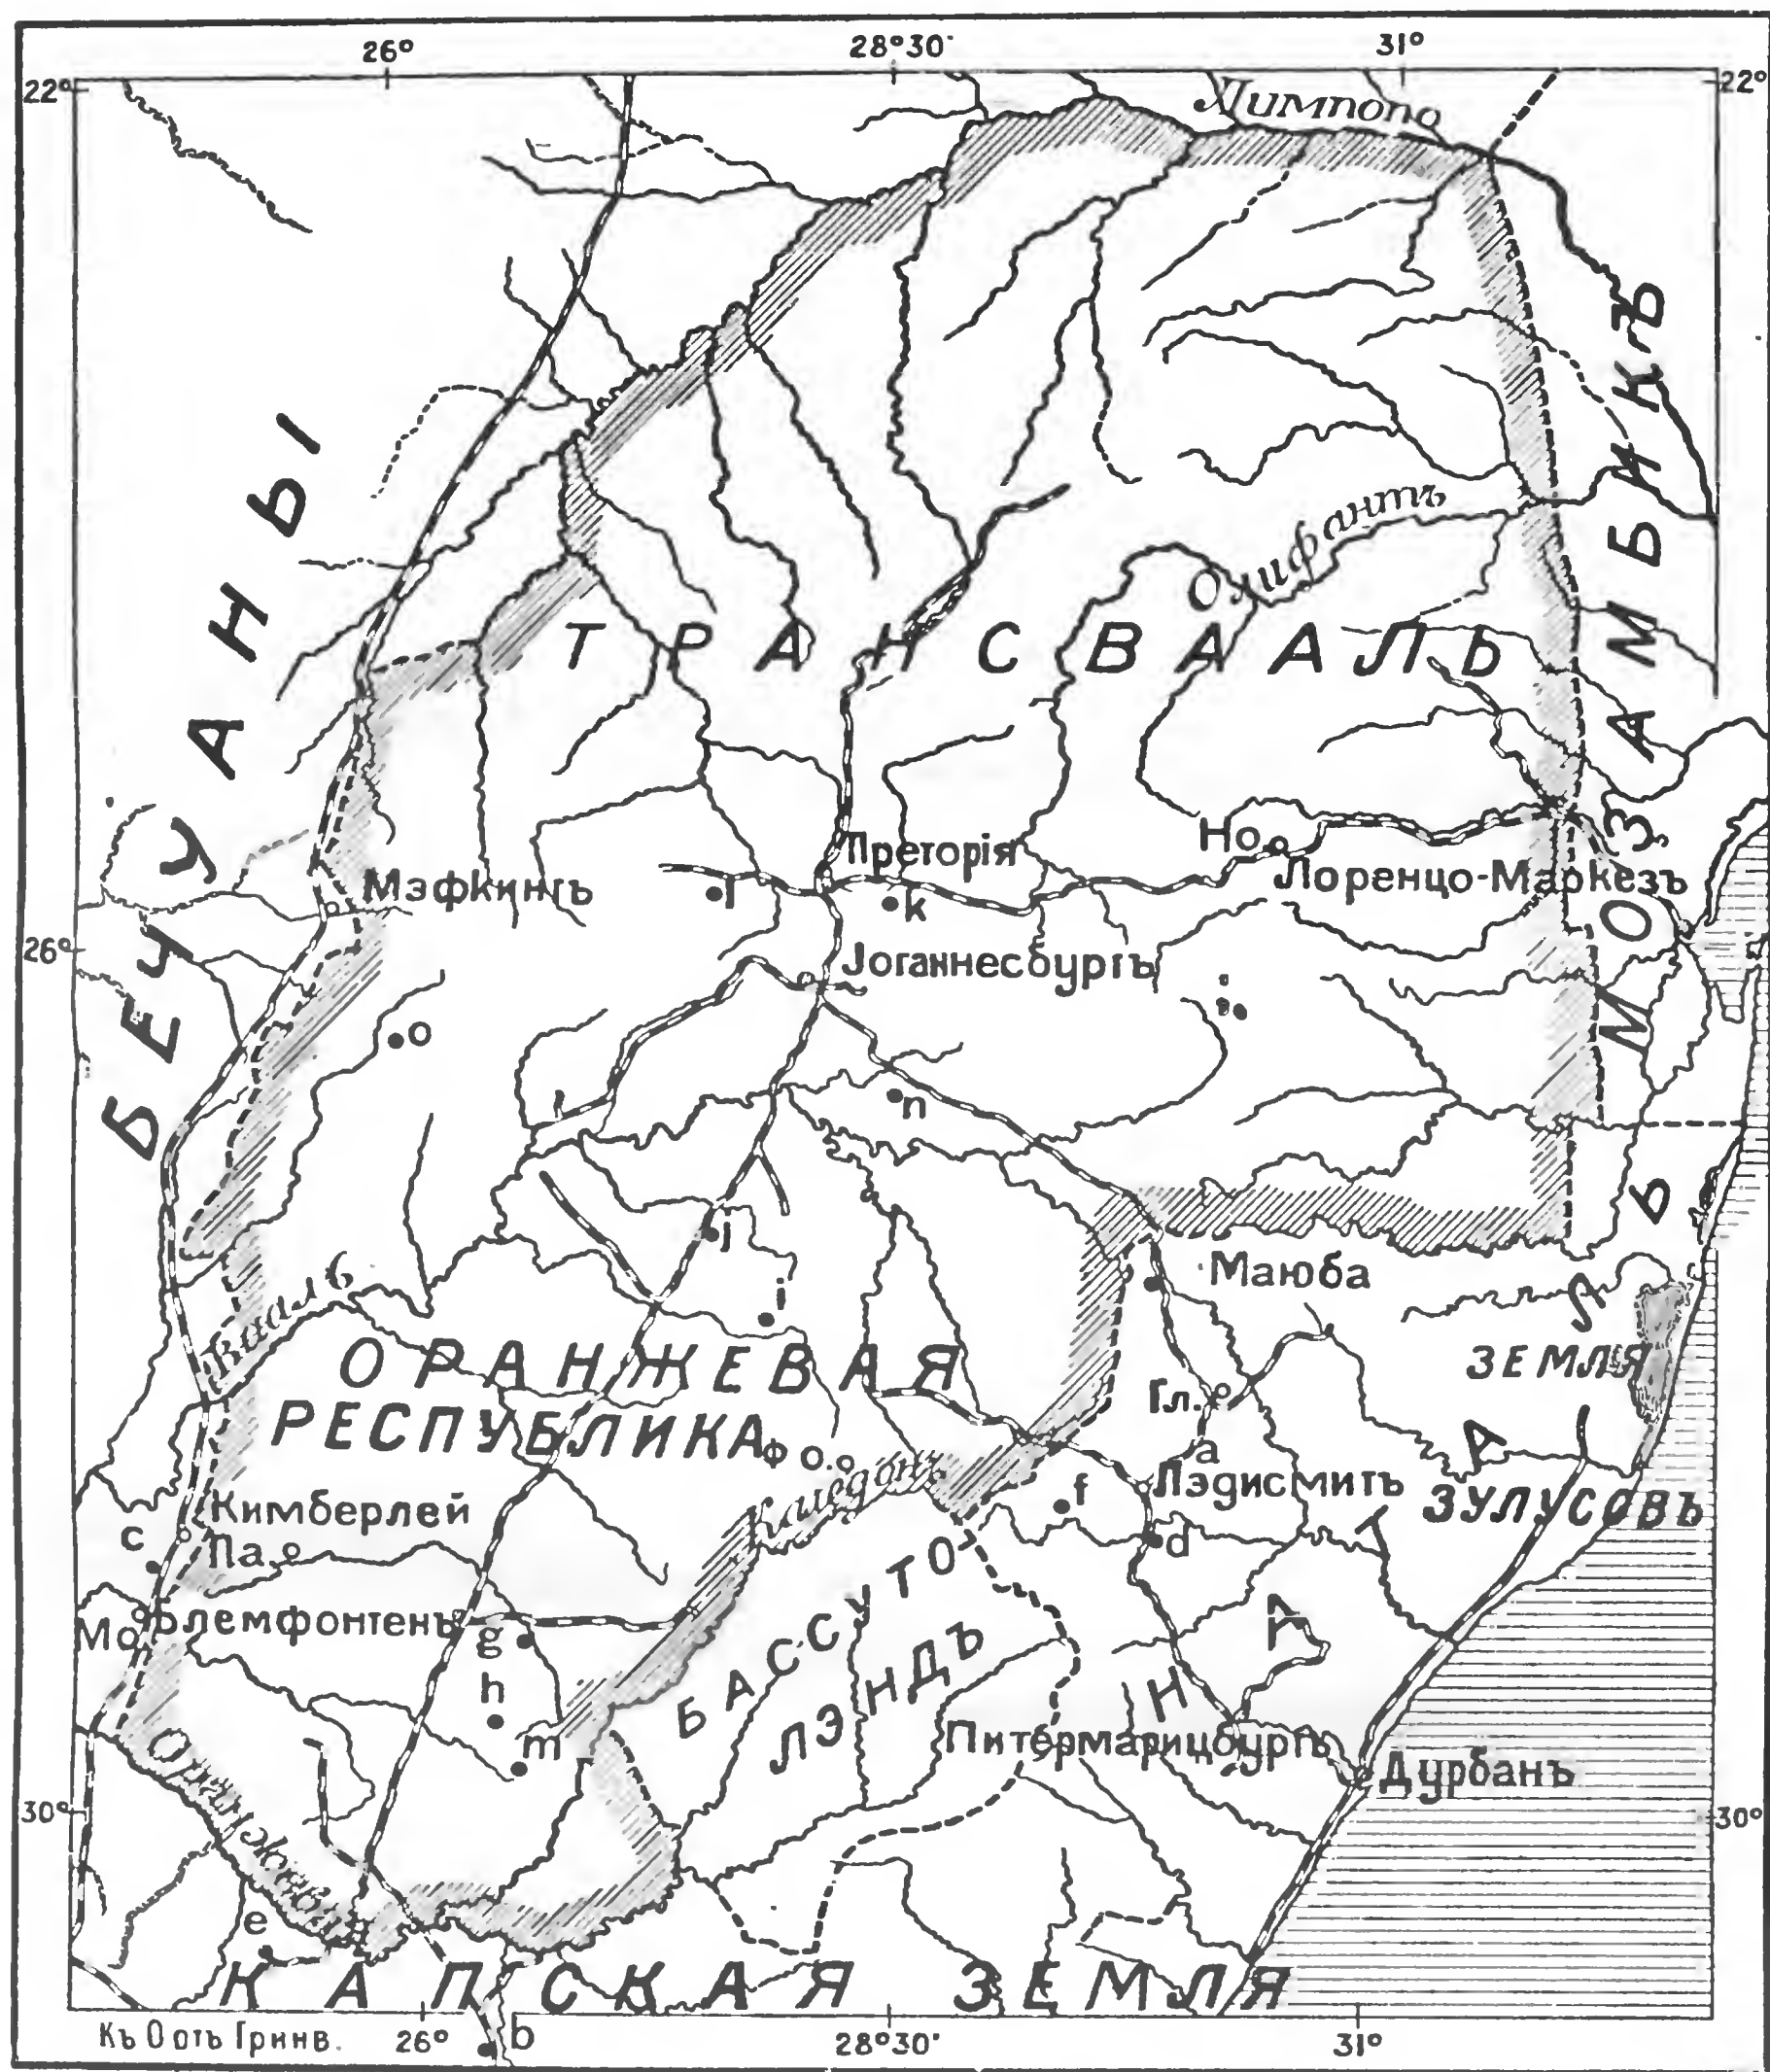 26° 28°30' 31°
22° 22°
Лимпопо
МОЗАМБИКЪ
БЕЧУАНЫ
Олифантъ
ТРАНСВААЛЬ
Но.
Преторія
Мэфкингъ
l
k
Лоренцо-Маркезъ
26°
Јоганнесбургъ
o
n
j
Маюба
i
Вааль
ОРАНЖЕВАЯ
РЕСПУБЛИКА
ЗЕМЛЯ
Гл.
a
Ф О.
Каледонъ
Лэдисмитъ
ЗУЛУСОВЪ
f
d
Кимберлей
c
Па
БАССУТО-
ЛЭНДЪ
НАТАЛЬ
Мо
Блемфонтенъ
g
h
m
Питермарицбургъ
Дурбанъ
30° 30°
Оранжевая
e
КАПСКАЯ ЗЕМЛЯ
Къ О отъ Гринв. 26° 28°30' 31°
b